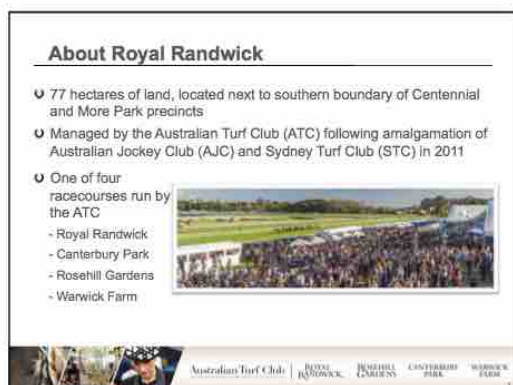 About Royal Randwick
77 hectares of land, located next to southern boundary of Centennial
and More Park precincts
Managed by the Australian Turf Club (ATC) following amalgamation of
Australian Jockey Club (AJC) and Sydney Turf Club (STC) in 2011
One of four
racecourses run by
the ATC
- Royal Randwick
- Canterbury Park
- Rosehill Gardens
- Warwick Farm
Australian Turf Club | ROYAL RANDWICK ROSEHILL GARDENS CANTERBURY PARK WARWICK FARM